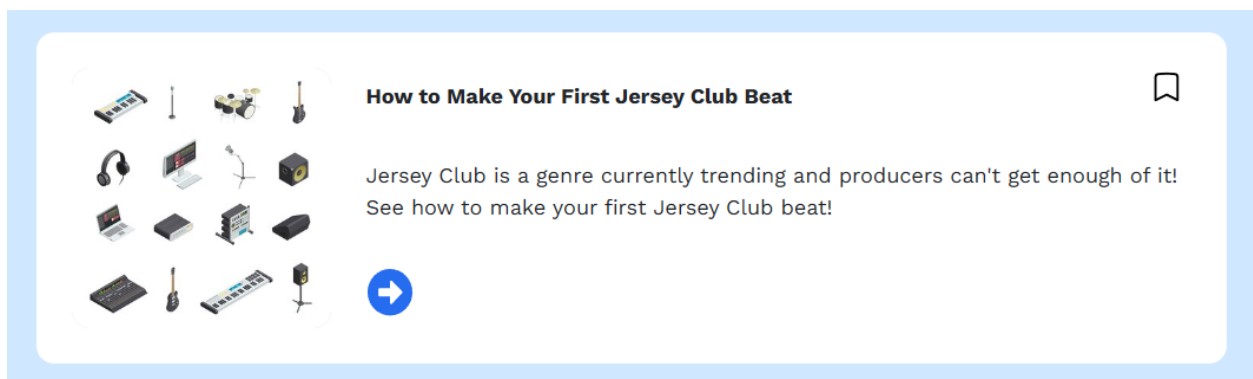 How to Make Your First Jersey Club Beat
Jersey Club is a genre currently trending and producers can't get enough of it!
See how to make your first Jersey Club beat!